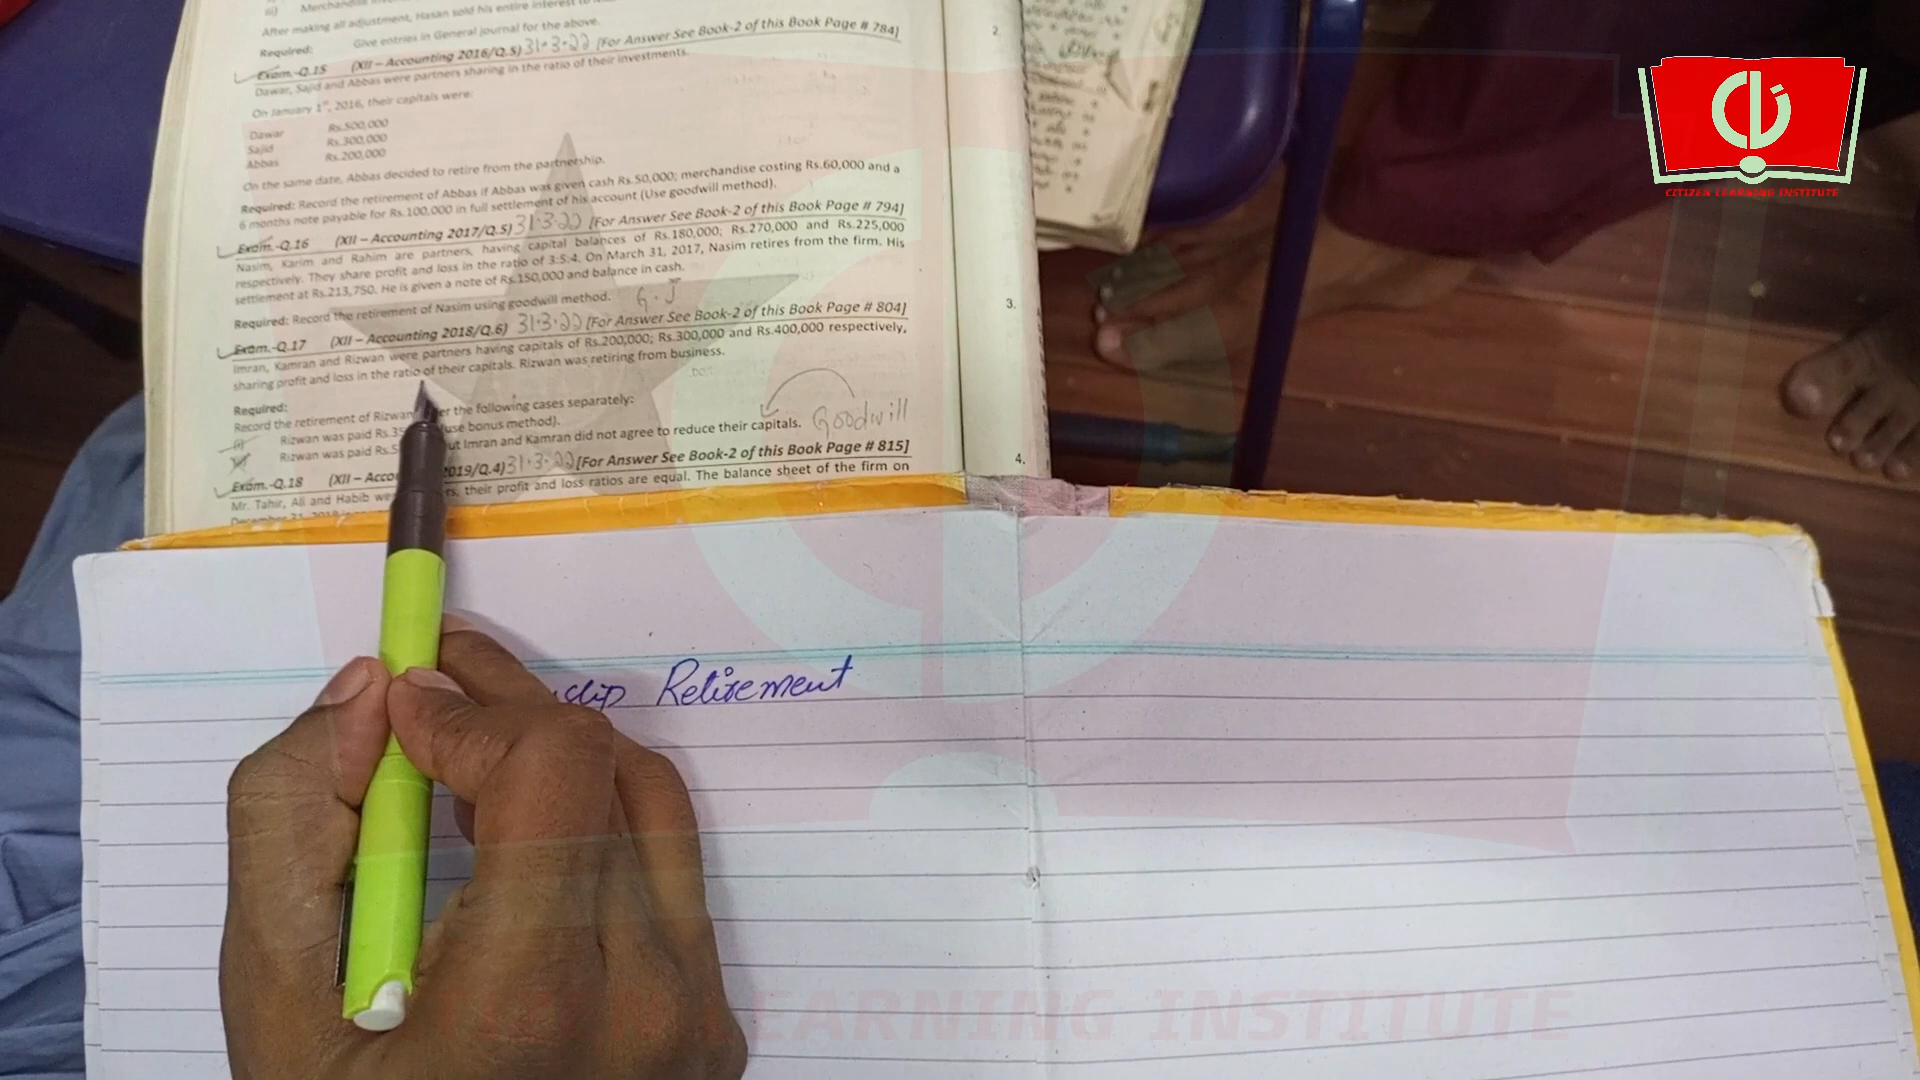 iii)
After making all adjustment, Hasan sold his entire interest to
Required: Give entries in General journal for the above.
Exam.-Q.15 (XII – Accounting 2016/Q.5) 31-3-22 [For Answer See Book-2 of this Book Page # 784]
Dawar, Sajid and Abbas were partners sharing in the ratio of their investments.
On January 1st, 2016, their capitals were:
Dawar Rs.500,000
Sajid Rs.300,000
Abbas Rs.200,000
On the same date, Abbas decided to retire from the partnership.
Required: Record the retirement of Abbas if Abbas was given cash Rs.50,000; merchandise costing Rs.60,000 and a
6 months note payable for Rs.100,000 in full settlement of his account (Use goodwill method).
Exam.-Q.16 (XII – Accounting 2017/Q.5) 31-3-22 [For Answer See Book-2 of this Book Page # 794]
Nasim, Karim and Rahim are partners, having capital balances of Rs.180,000; Rs.270,000 and Rs.225,000
respectively. They share profit and loss in the ratio of 3:5:4. On March 31, 2017, Nasim retires from the firm. His
settlement at Rs.213,750. He is given a note of Rs.150,000 and balance in cash.
Required: Record the retirement of Nasim using goodwill method. G.J
Exam.-Q.17 (XII – Accounting 2018/Q.6) 31-3-22 [For Answer See Book-2 of this Book Page # 804]
Imran, Kamran and Rizwan were partners having capitals of Rs.200,000; Rs.300,000 and Rs.400,000 respectively,
sharing profit and loss in the ratio of their capitals. Rizwan was retiring from business.
Required:
Record the retirement of Rizwan the following cases separately:
(i) Rizwan was paid use bonus method).
Rizwan was paid Imran and Kamran did not agree to reduce their capitals. Goodwill
Exam.-Q.18 (XII – 2019/Q.4) 31-3-22 [For Answer See Book-2 of this Book Page # 815]
Mr. Tahir, Ali and Habib their profit and loss ratios are equal. The balance sheet of the firm on
2.
3.
4.
Retirement
CITIZEN LEARNING INSTITUTE
CITIZEN LEARNING INSTITUTE